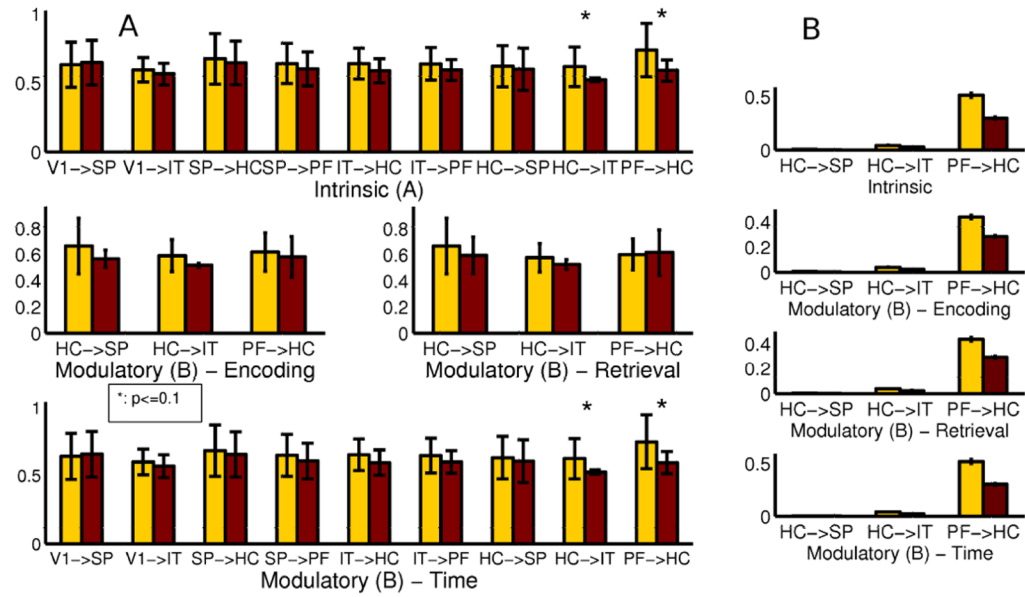 A
1
0.5
0
* *
V1->SP V1->IT SP->HC SP->PF IT->HC IT->PF HC->SP HC->IT PF->HC
Intrinsic (A)
0.8
0.6
0.4
0.2
0
HC->SP HC->IT PF->HC
Modulatory (B) – Encoding
0.8
0.6
0.4
0.2
0
HC->SP HC->IT PF->HC
Modulatory (B) – Retrieval
*: p<=0.1
1
0.5
0
* *
V1->SP V1->IT SP->HC SP->PF IT->HC IT->PF HC->SP HC->IT PF->HC
Modulatory (B) – Time
B
0.5
0
HC->SP HC->IT PF->HC
Intrinsic
0.4
0.2
0
HC->SP HC->IT PF->HC
Modulatory (B) – Encoding
0.4
0.2
0
HC->SP HC->IT PF->HC
Modulatory (B) – Retrieval
0.5
0
HC->SP HC->IT PF->HC
Modulatory (B) – Time